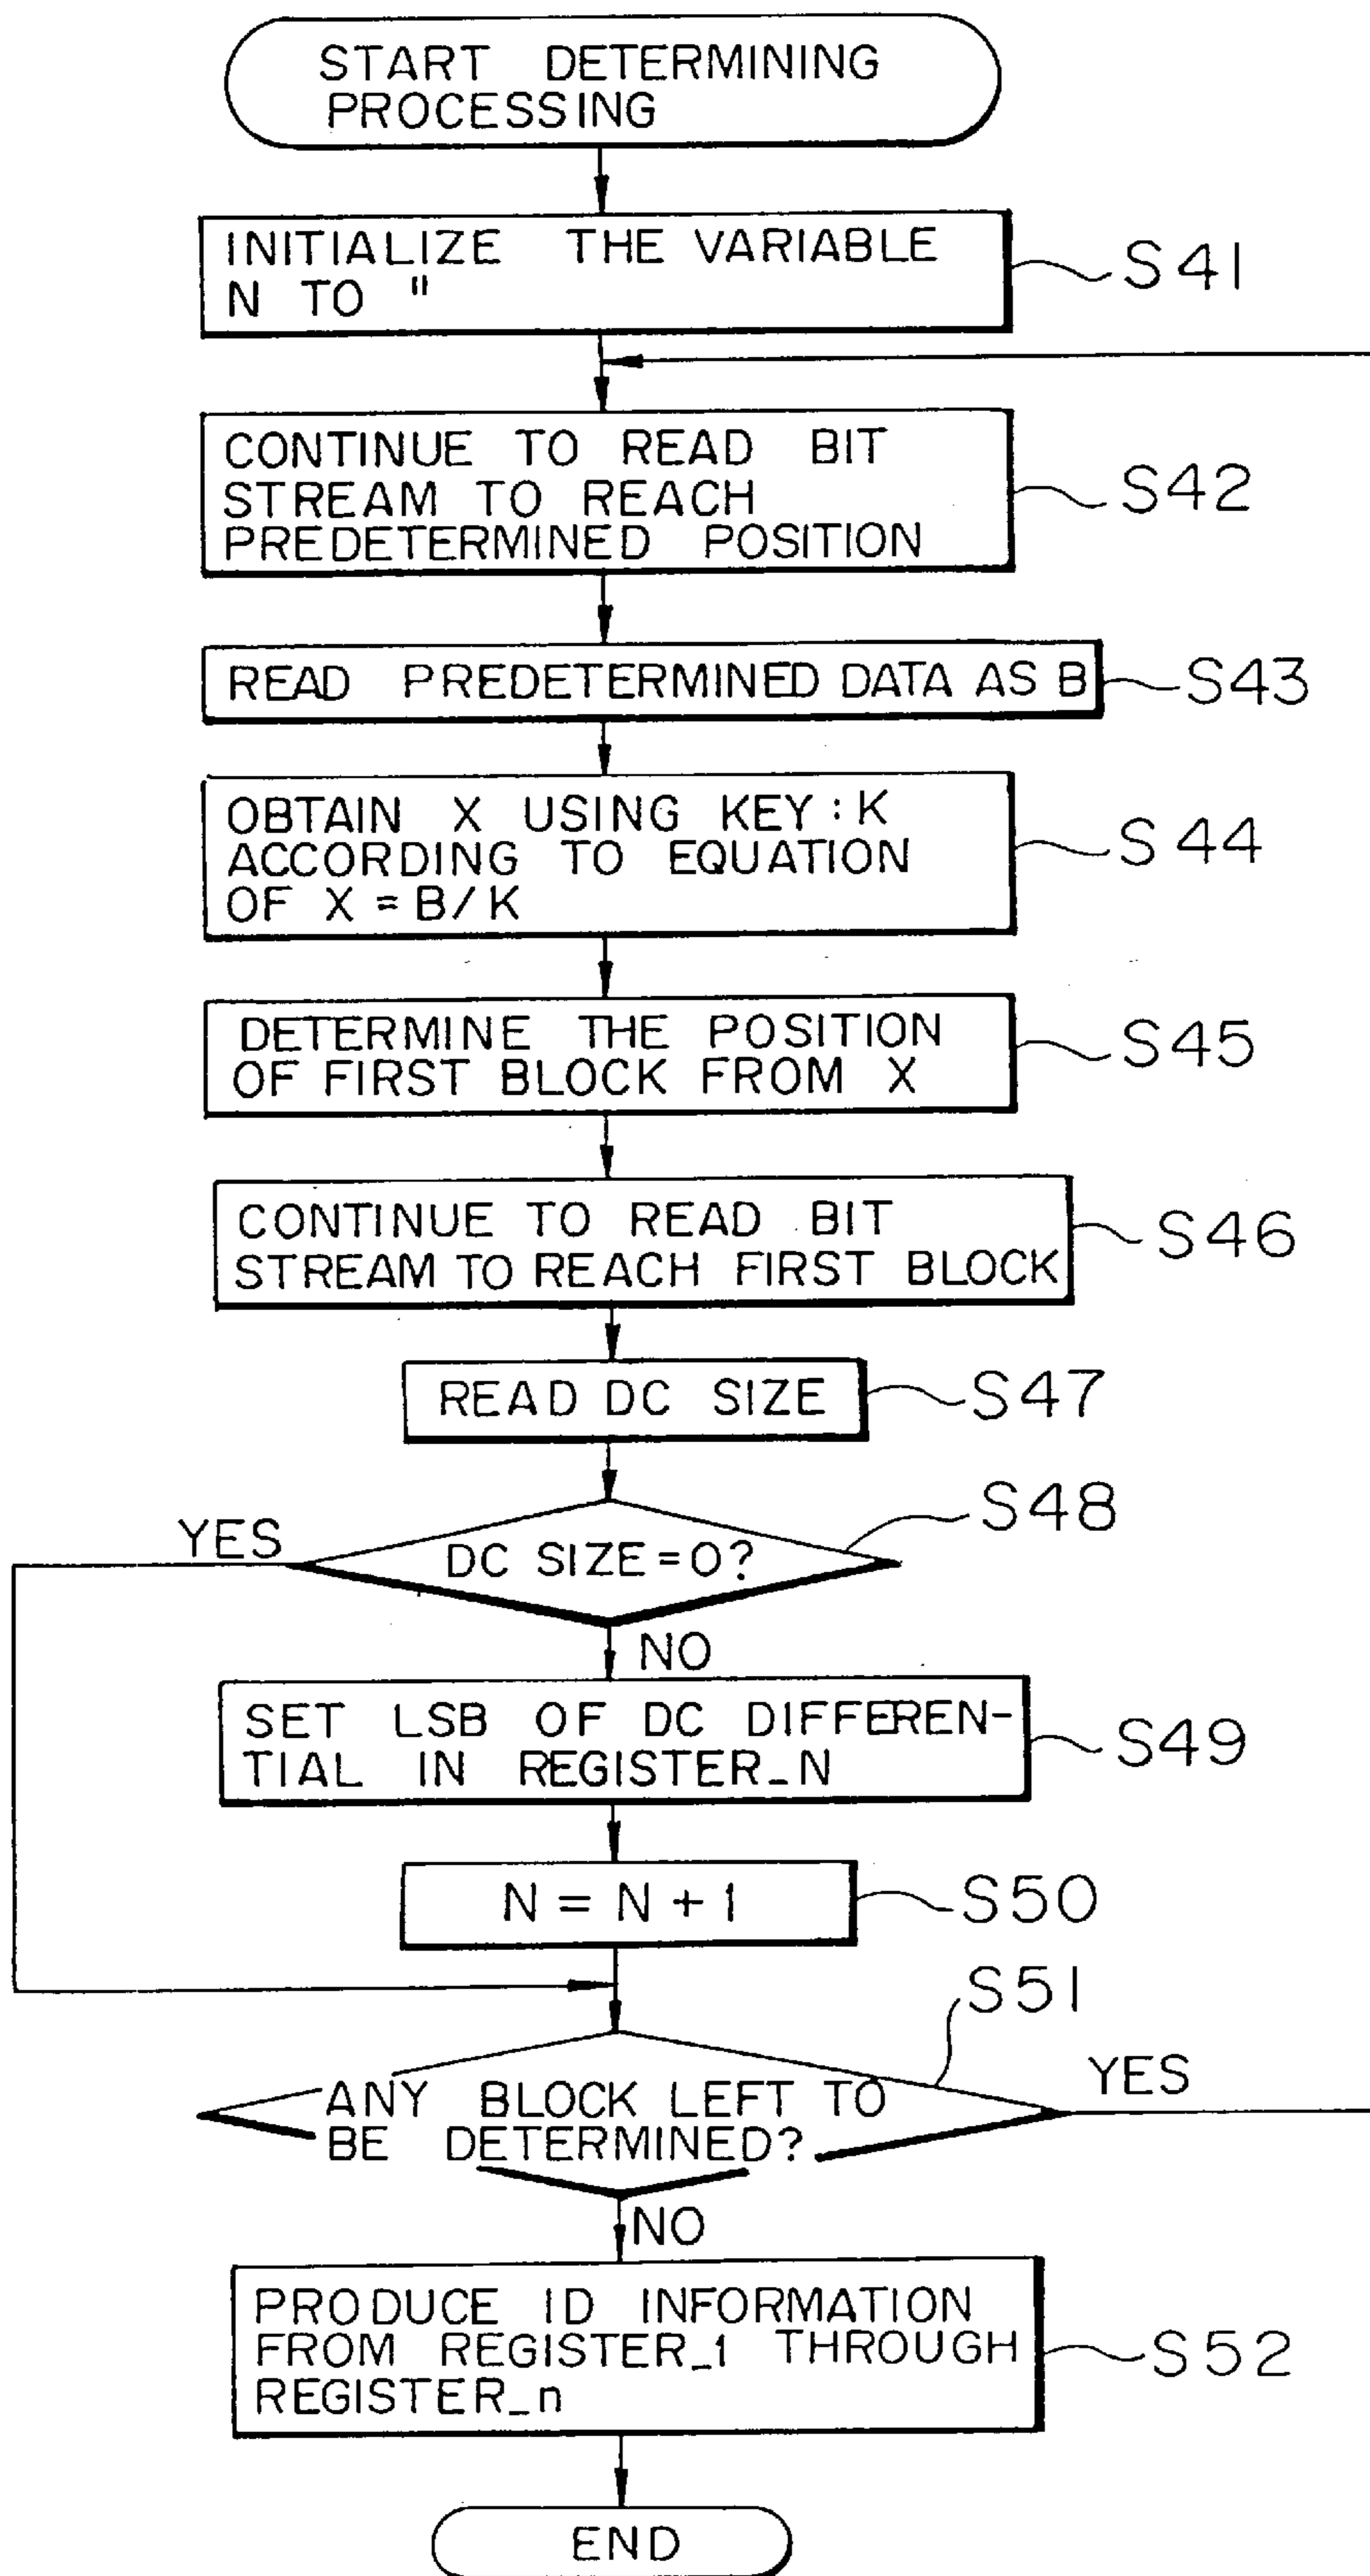 START DETERMINING
PROCESSING
INITIALIZE THE VARIABLE
N TO "
S41
CONTINUE TO READ BIT
STREAM TO REACH
PREDETERMINED POSITION
S42
READ PREDETERMINED DATA AS B
S43
OBTAIN X USING KEY : K
ACCORDING TO EQUATION
OF X = B/K
S44
DETERMINE THE POSITION
OF FIRST BLOCK FROM X
S45
CONTINUE TO READ BIT
STREAM TO REACH FIRST BLOCK
S46
READ DC SIZE
S47
DC SIZE = 0?
S48
YES
NO
SET LSB OF DC DIFFEREN-
TIAL IN REGISTER_N
S49
N = N + 1
S50
ANY BLOCK LEFT TO
BE DETERMINED?
S51
YES
NO
PRODUCE ID INFORMATION
FROM REGISTER_1 THROUGH
REGISTER_n
S52
END